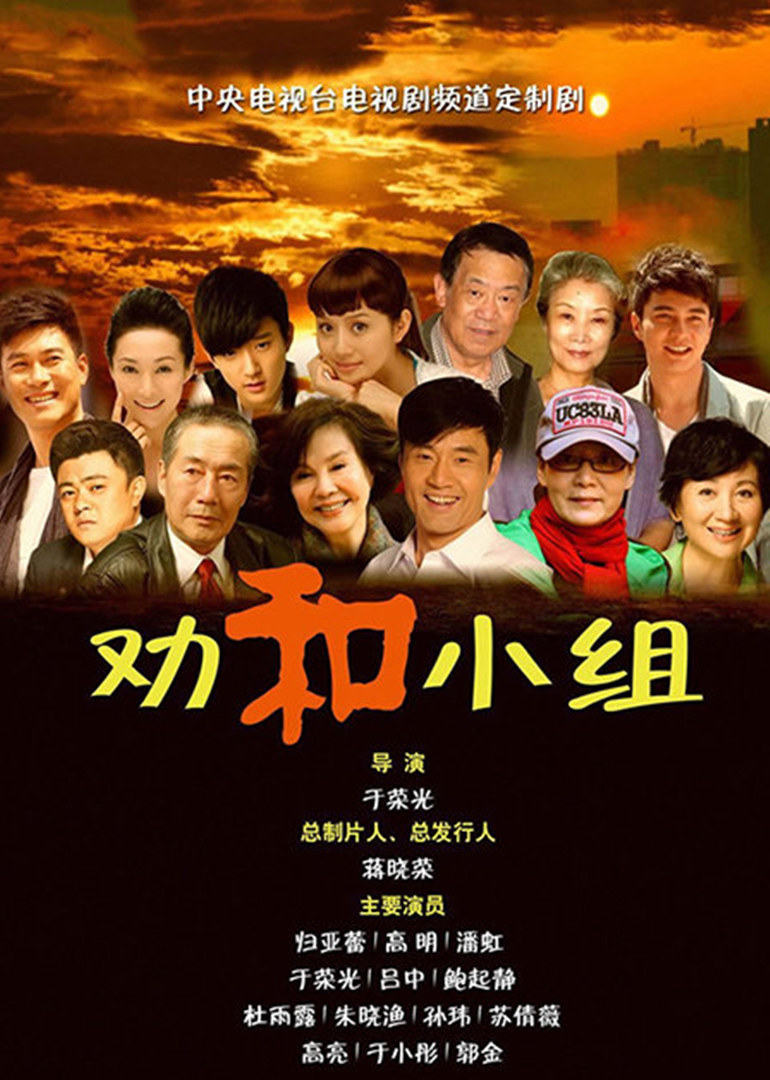 中央电视台电视剧频道定制剧
UC83LA
劝和小组
导 演
于荣光
总制片人、总发行人
蒋晓荣
主要演员
归亚蕾|高 明|潘虹
于荣光|吕中|鲍起静
杜雨露|朱晓渔|孙玮|苏倩薇
高亮|于小彤|郭金